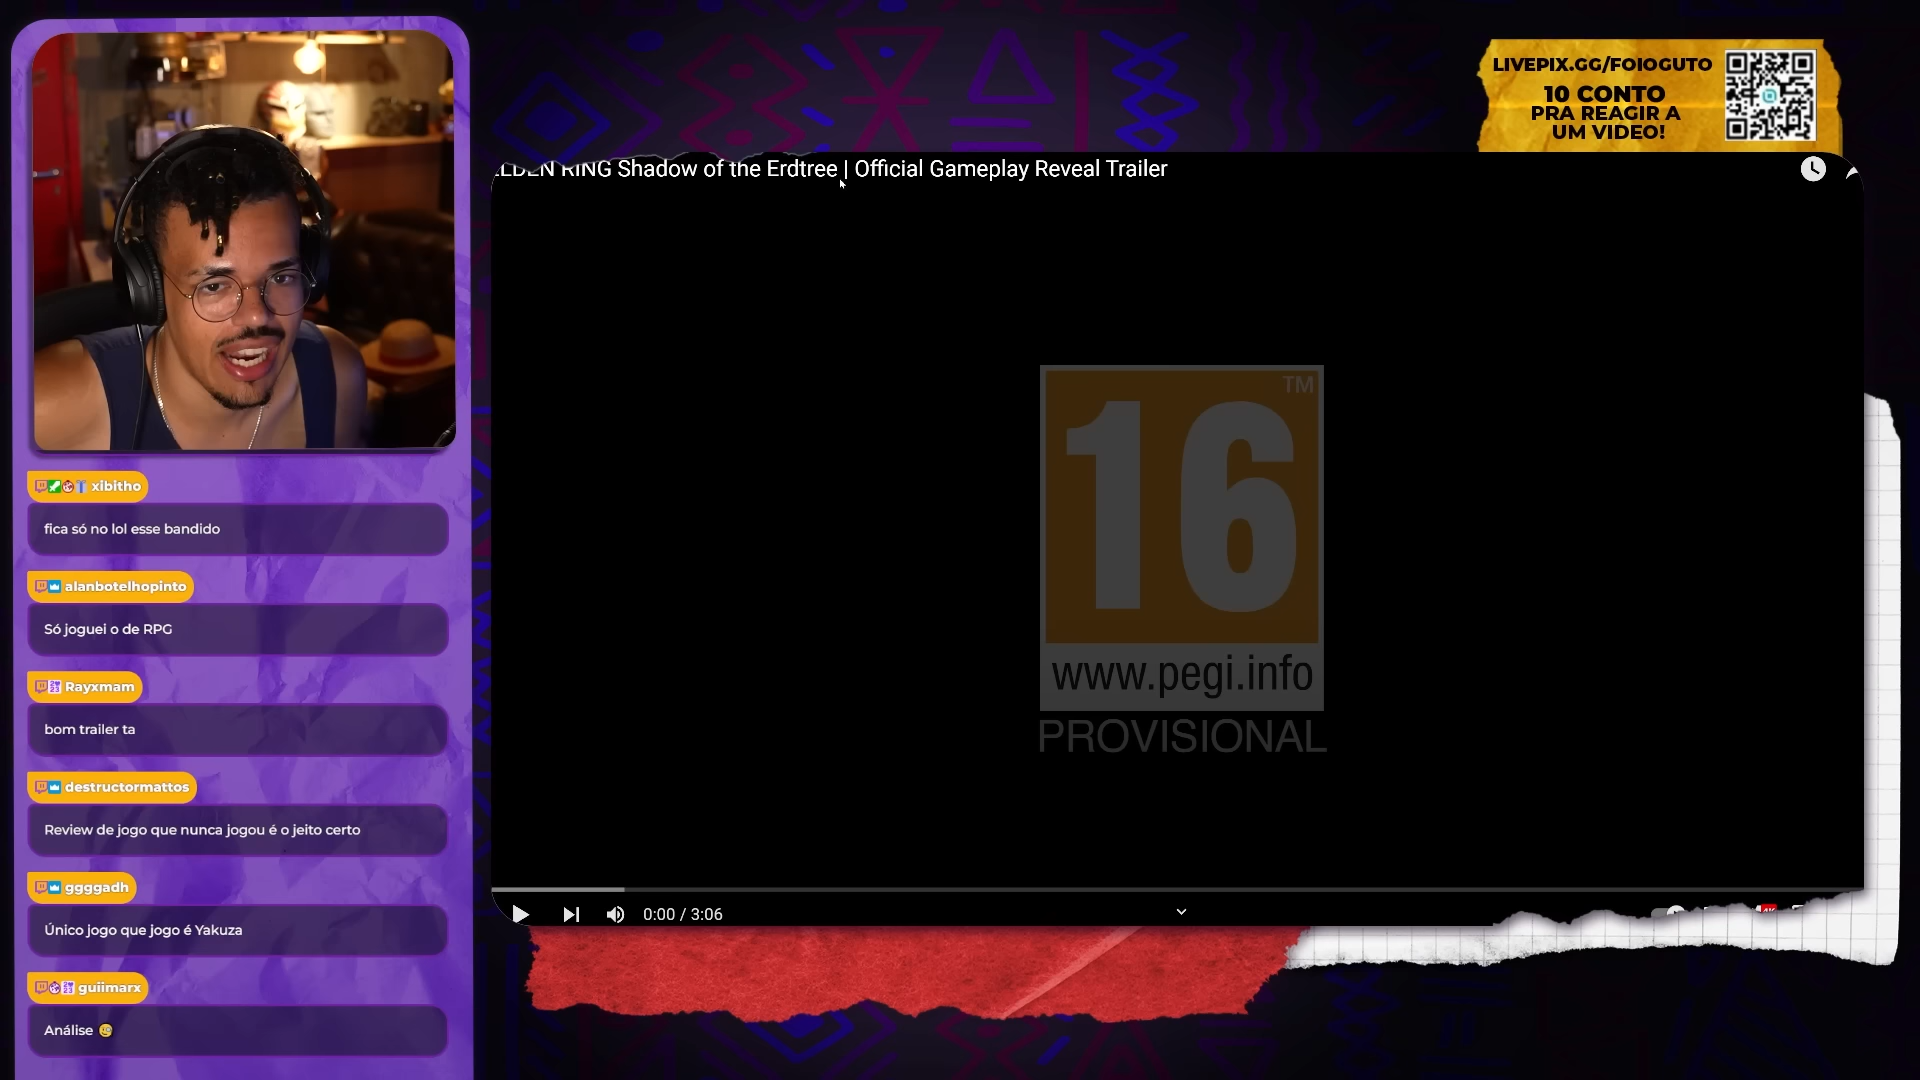 xibitho
fica só no lol esse bandido
alanbotelhopinto
Só joguei o de RPG
Rayxmam
bom trailer ta
destructormattos
Review de jogo que nunca jogou é o jeito certo
ggggadh
Único jogo que jogo é Yakuza
guiimarx
Análise 🧐
LIVEPIX.GG/FOIOGUTO
10 CONTO
PRA REAGIR A
UM VIDEO!
ELDEN RING Shadow of the Erdtree | Official Gameplay Reveal Trailer
TM
16
www.pegi.info
PROVISIONAL
0:00 / 3:06